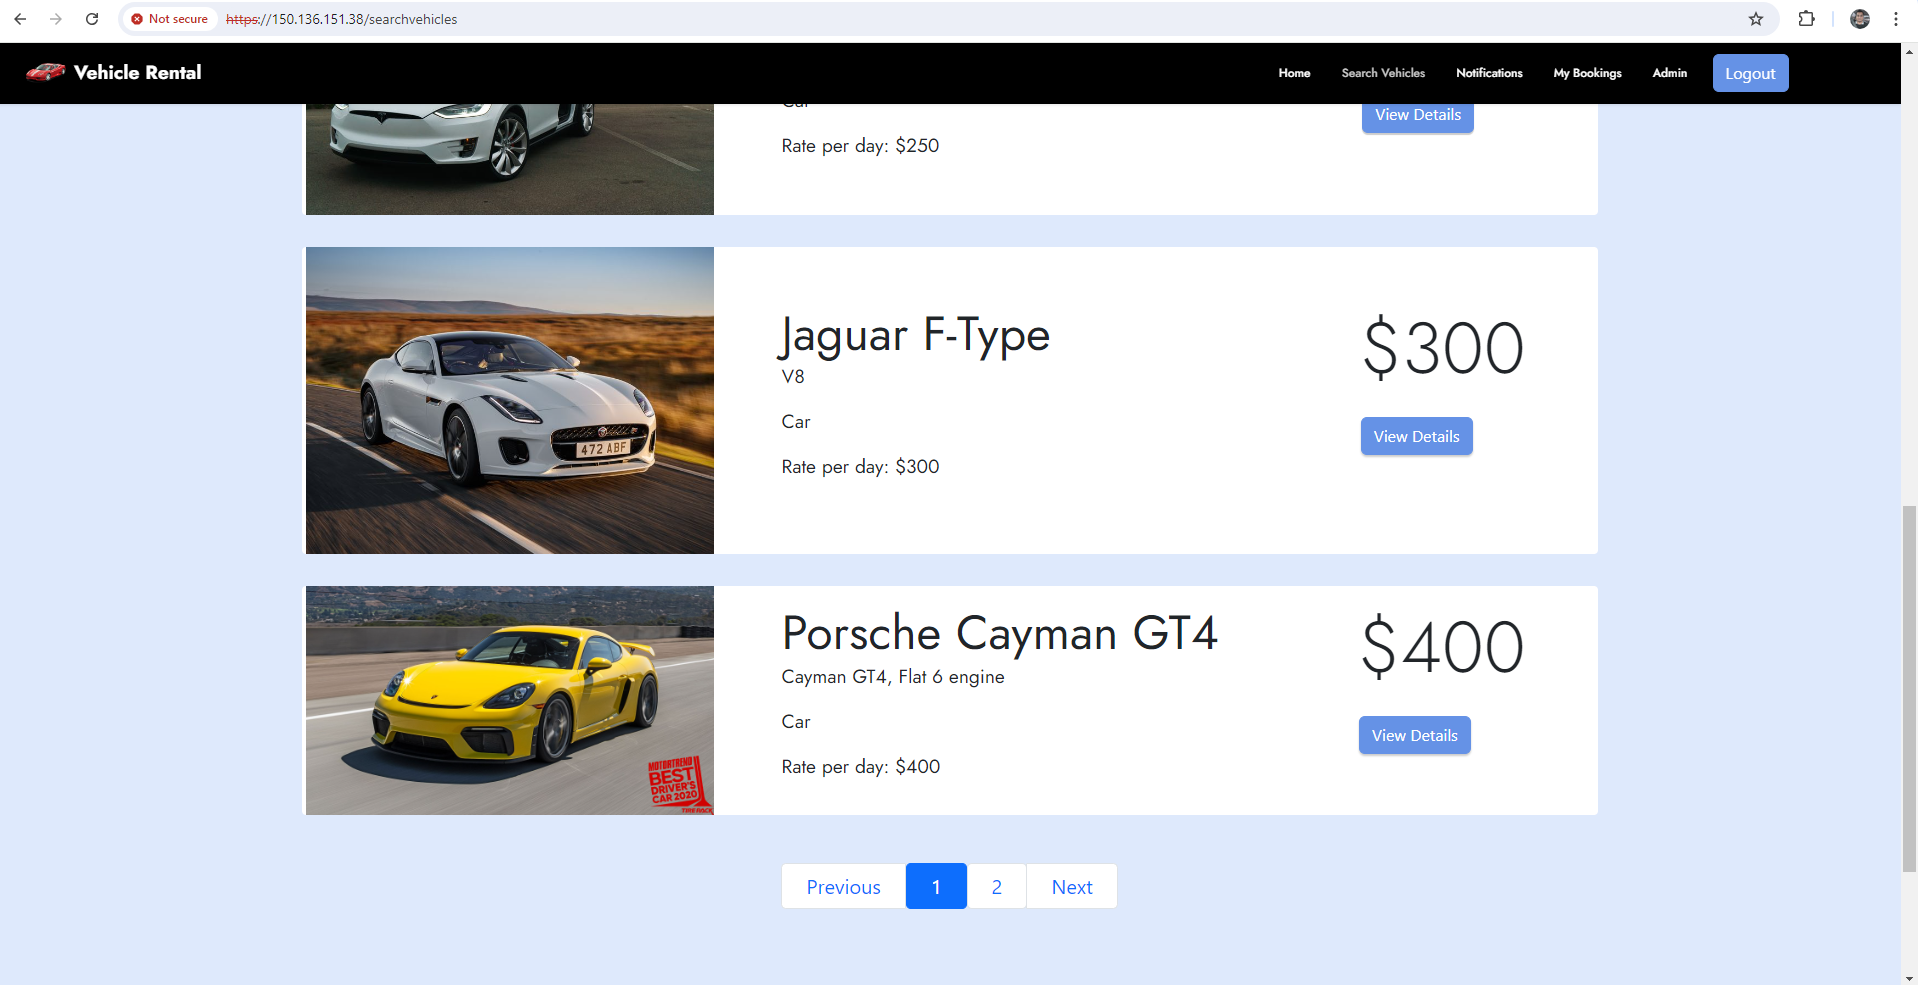 Not secure
https://150.136.151.38/searchvehicles
Vehicle Rental
Home
Search Vehicles
Notifications
My Bookings
Admin
Logout
Car
View Details
Rate per day: $250
Jaguar F-Type
V8
Car
Rate per day: $300
$300
View Details
472 ABF
Porsche Cayman GT4
Cayman GT4, Flat 6 engine
Car
Rate per day: $400
$400
View Details
MOTORTREND
BEST
DRIVER'S
CAR 2020
TIRE RACK
Previous
1
2
Next